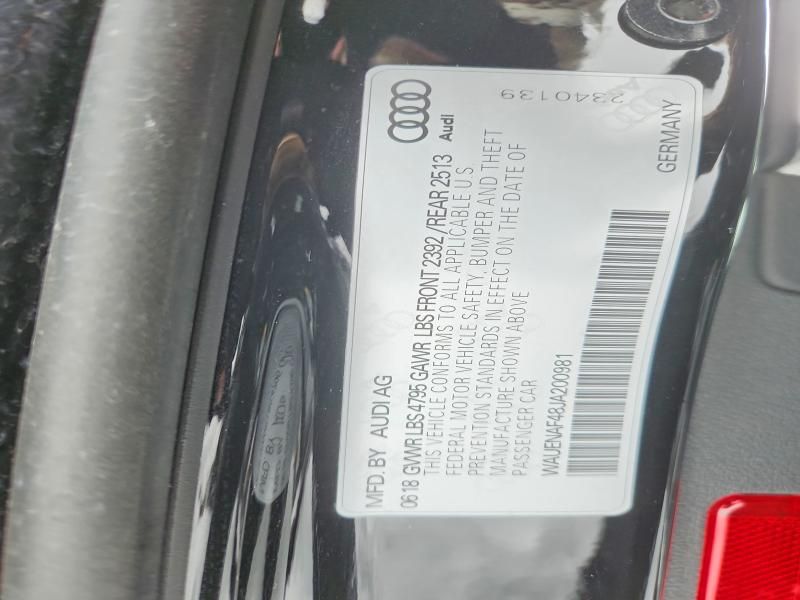 MFD. BY AUDI AG
0618 GVWR LBS 4795 GAWR LBS FRONT 2392/REAR 2513
THIS VEHICLE CONFORMS TO ALL APPLICABLE U.S.
FEDERAL MOTOR VEHICLE SAFETY, BUMPER AND THEFT
PREVENTION STANDARDS IN EFFECT ON THE DATE OF
MANUFACTURE SHOWN ABOVE
PASSENGER CAR
WAUENAF48JA200981
Audi
2340139
GERMANY